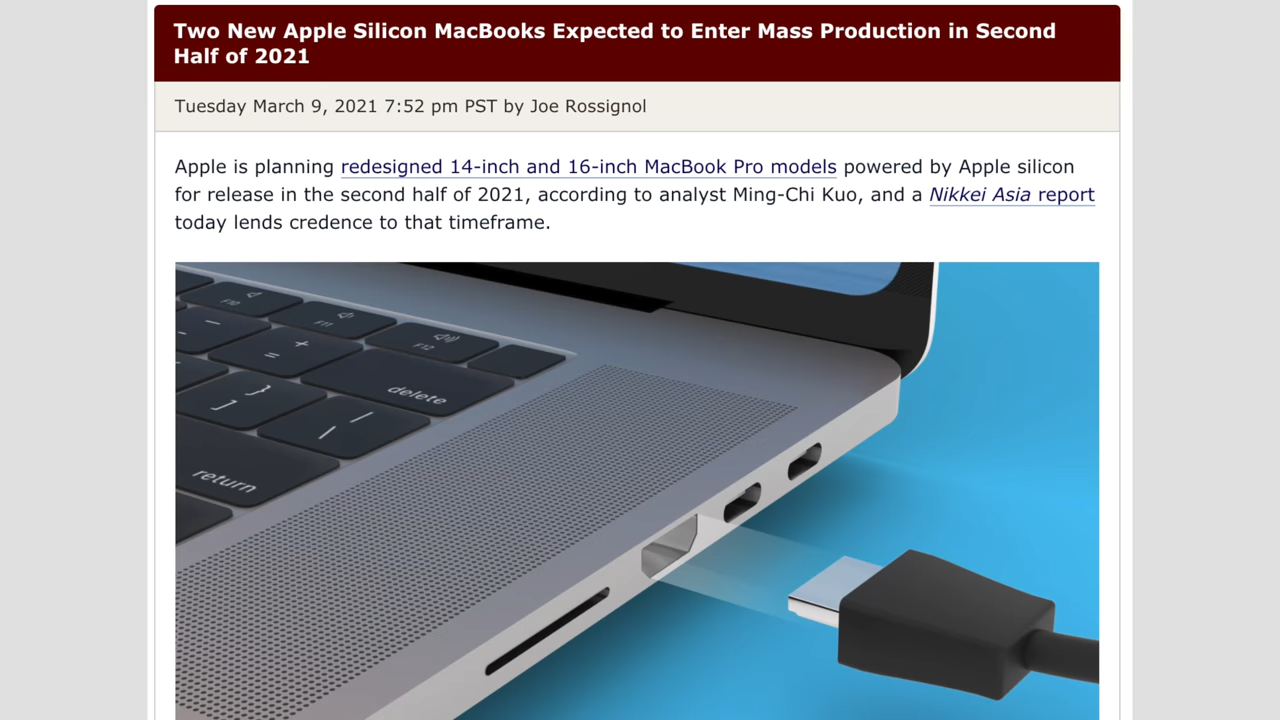 Two New Apple Silicon MacBooks Expected to Enter Mass Production in Second
Half of 2021
Tuesday March 9, 2021 7:52 pm PST by Joe Rossignol
Apple is planning redesigned 14-inch and 16-inch MacBook Pro models powered by Apple silicon
for release in the second half of 2021, according to analyst Ming-Chi Kuo, and a Nikkei Asia report
today lends credence to that timeframe.
F10
F11
F12
– +
=
delete
}
]
|
\
return